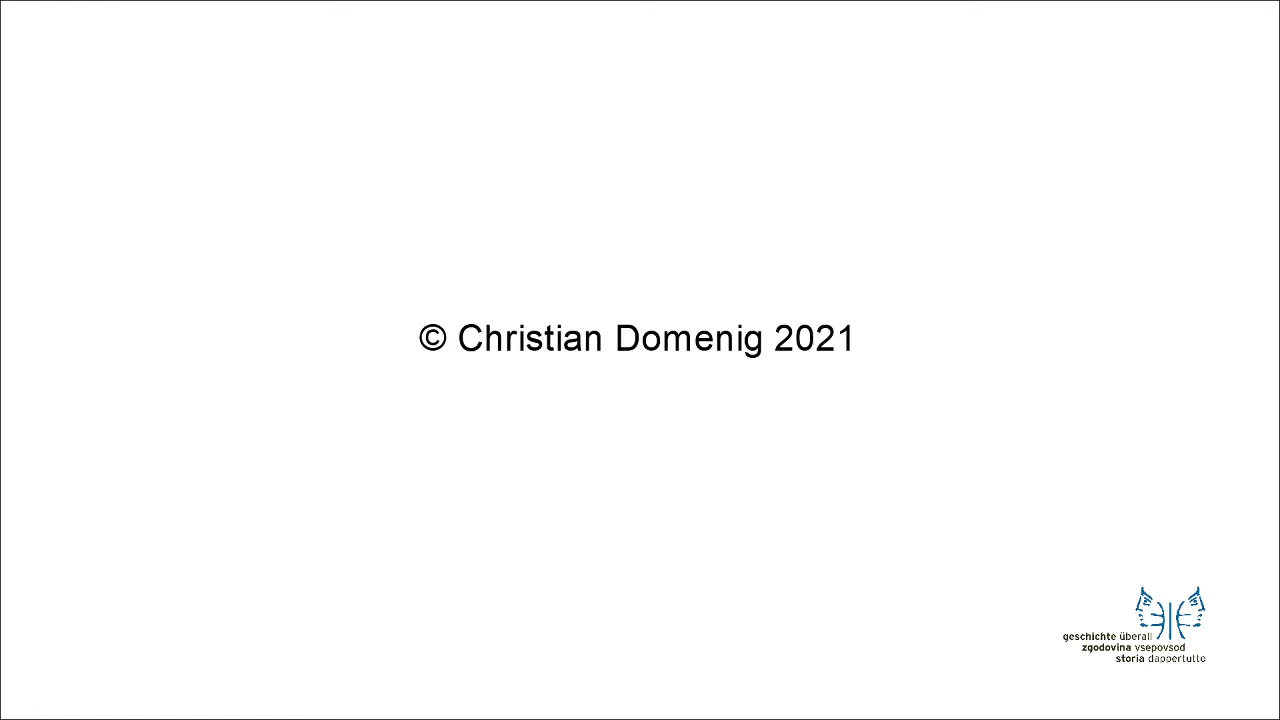 © Christian Domenig 2021
geschichte überall
zgodovina vsepovsod
storia dappertutto